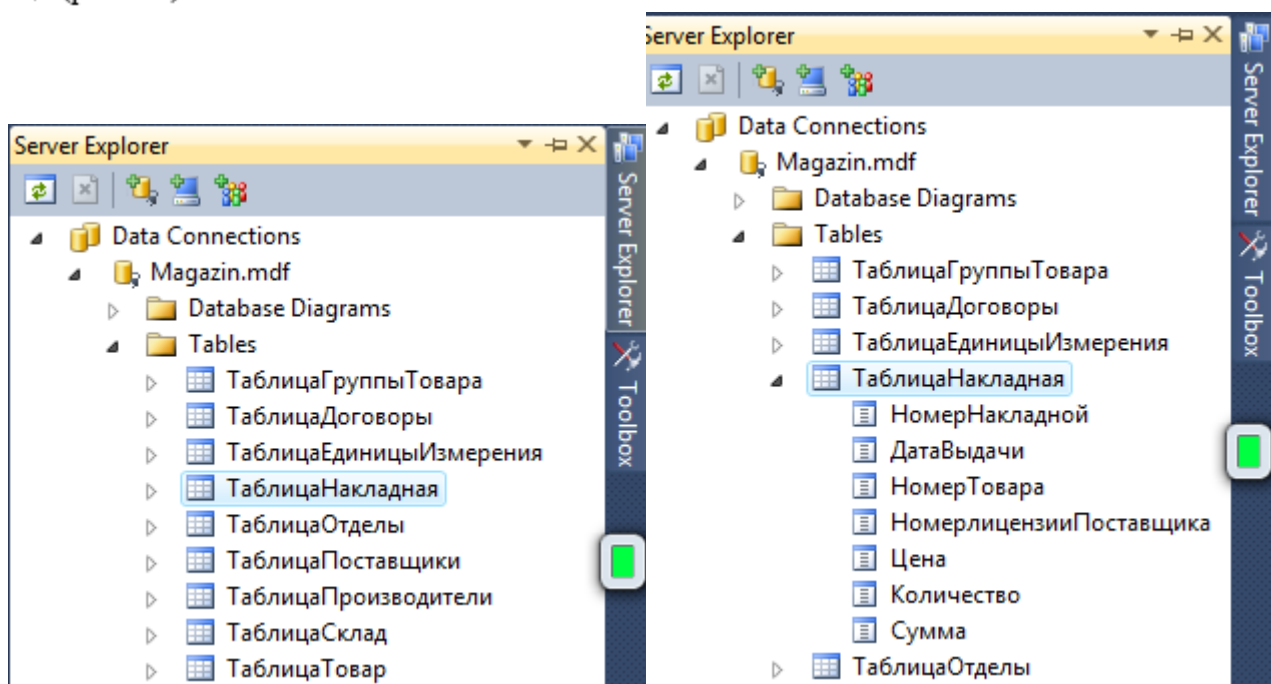 Server Explorer
Data Connections
Magazin.mdf
Database Diagrams
Tables
ТаблицаГруппыТовара
ТаблицаДоговоры
ТаблицаЕдиницыИзмерения
ТаблицаНакладная
ТаблицаОтделы
ТаблицаПоставщики
ТаблицаПроизводители
ТаблицаСклад
ТаблицаТовар
Server Explorer
Toolbox
Server Explorer
Data Connections
Magazin.mdf
Database Diagrams
Tables
ТаблицаГруппыТовара
ТаблицаДоговоры
ТаблицаЕдиницыИзмерения
ТаблицаНакладная
НомерНакладной
ДатаВыдачи
НомерТовара
НомерлицензииПоставщика
Цена
Количество
Сумма
ТаблицаОтделы
Server Explorer
Toolbox